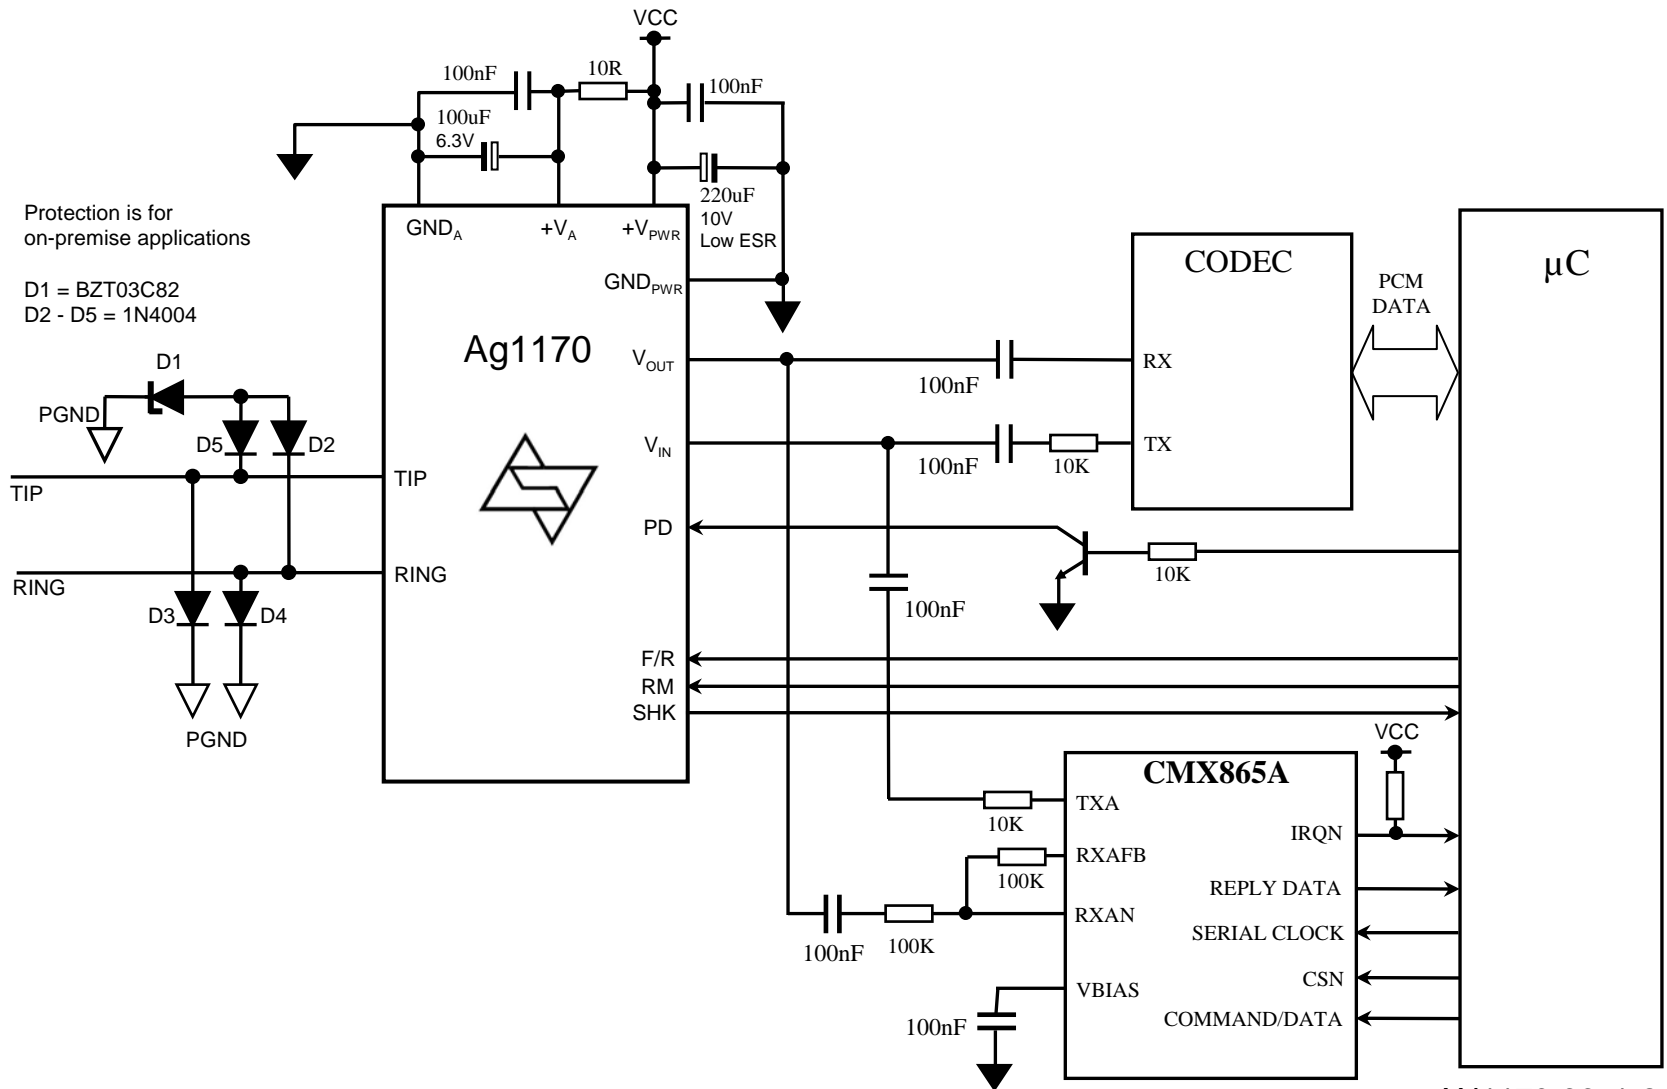 VCC
100nF
10R
100nF
100uF
6.3V
220uF
10V
Low ESR
Protection is for
on-premise applications
D1 = BZT03C82
D2 - D5 = 1N4004
GNDA
+VA
+VPWR
GNDPWR
Ag1170
VOUT
VIN
PD
F/R
RM
SHK
TIP
RING
D1
PGND
D5
D2
TIP
RING
D3
D4
PGND
100nF
100nF
10K
CODEC
RX
TX
PCM
DATA
µC
10K
100nF
VCC
CMX865A
TXA
10K
RXAFB
100K
RXAN
100nF
100K
VBIAS
100nF
IRQN
REPLY DATA
SERIAL CLOCK
CSN
COMMAND/DATA